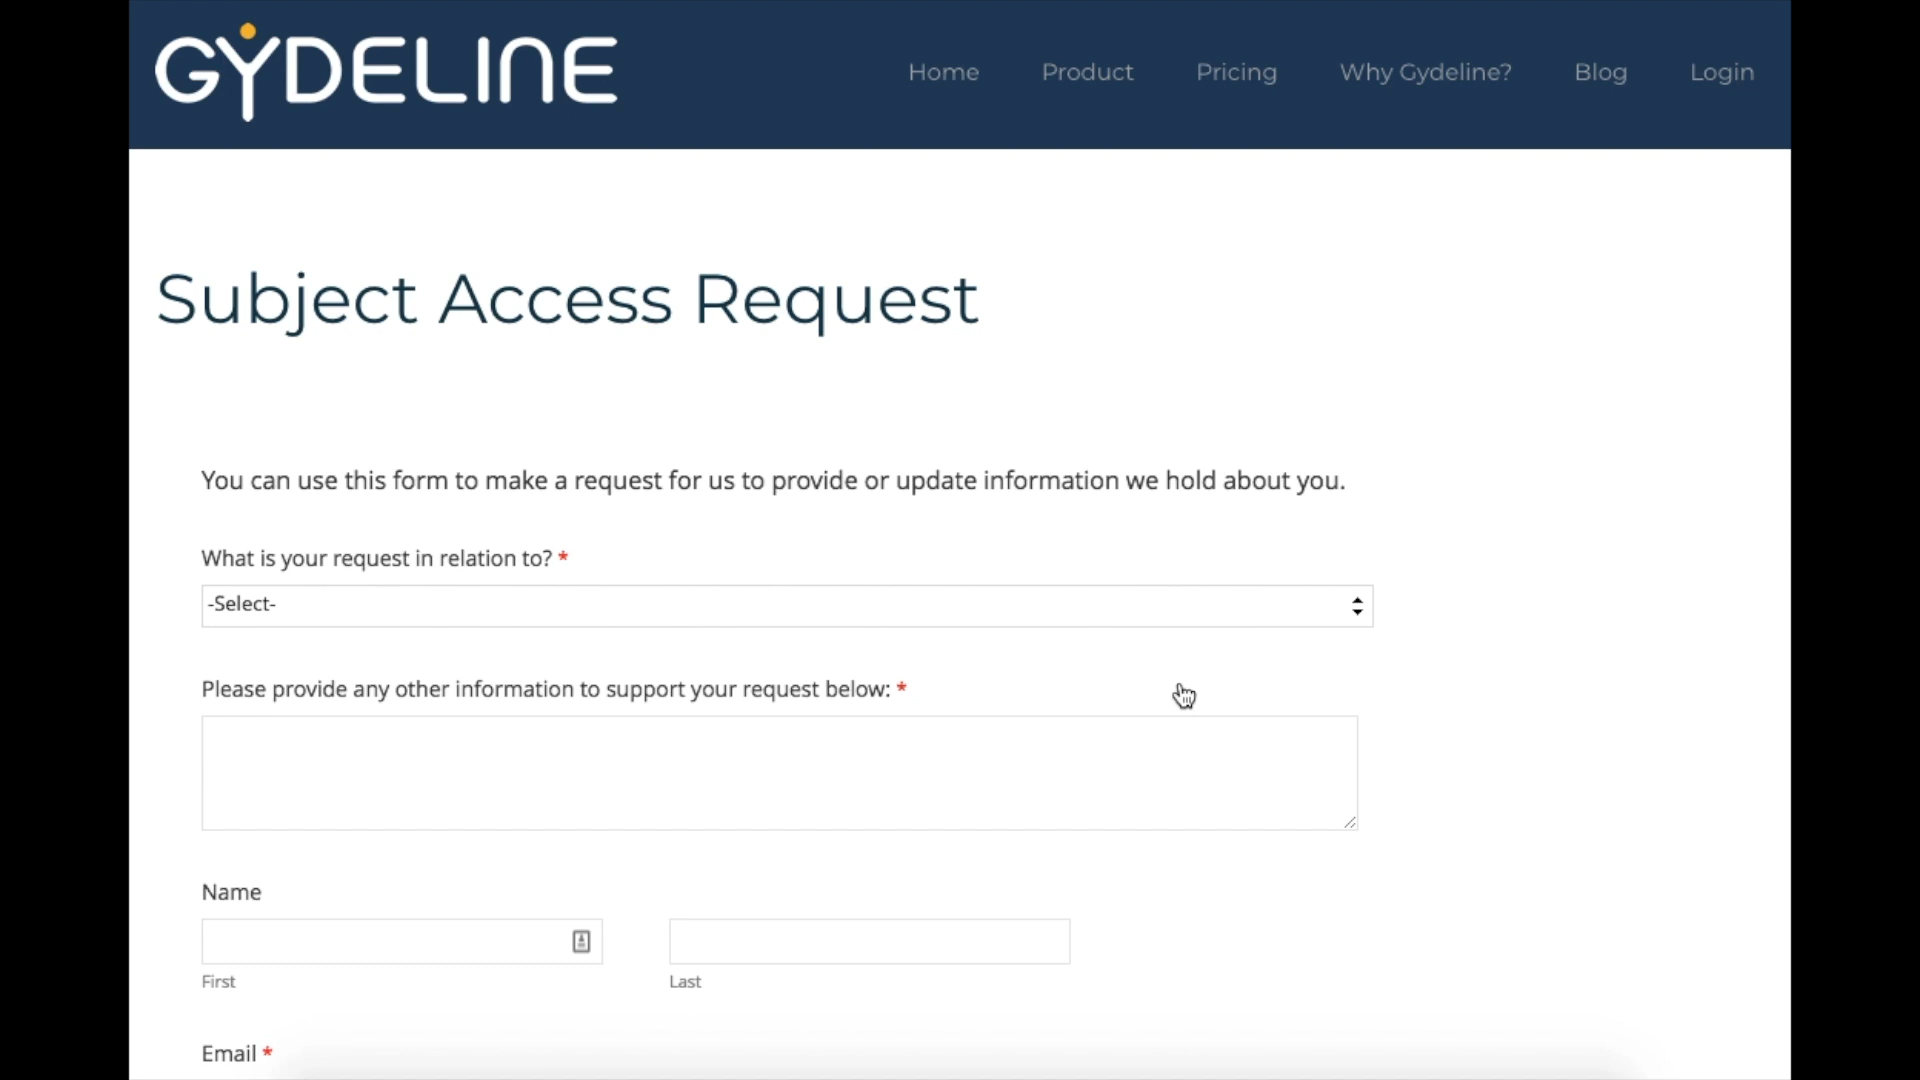 GYDELINE
Home Product Pricing Why Gydeline? Blog Login
Subject Access Request
You can use this form to make a request for us to provide or update information we hold about you.
What is your request in relation to? *
-Select-
Please provide any other information to support your request below: *
Name
First Last
Email *